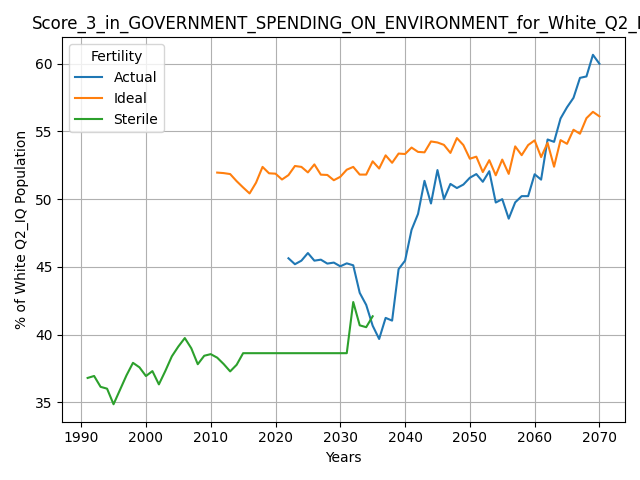 Score_3_in_GOVERNMENT_SPENDING_ON_ENVIRONMENT_for_White_Q2_I
Fertility
Actual
Ideal
Sterile
% of White Q2_IQ Population
60
55
50
45
40
35
1990 2000 2010 2020 2030 2040 2050 2060 2070
Years